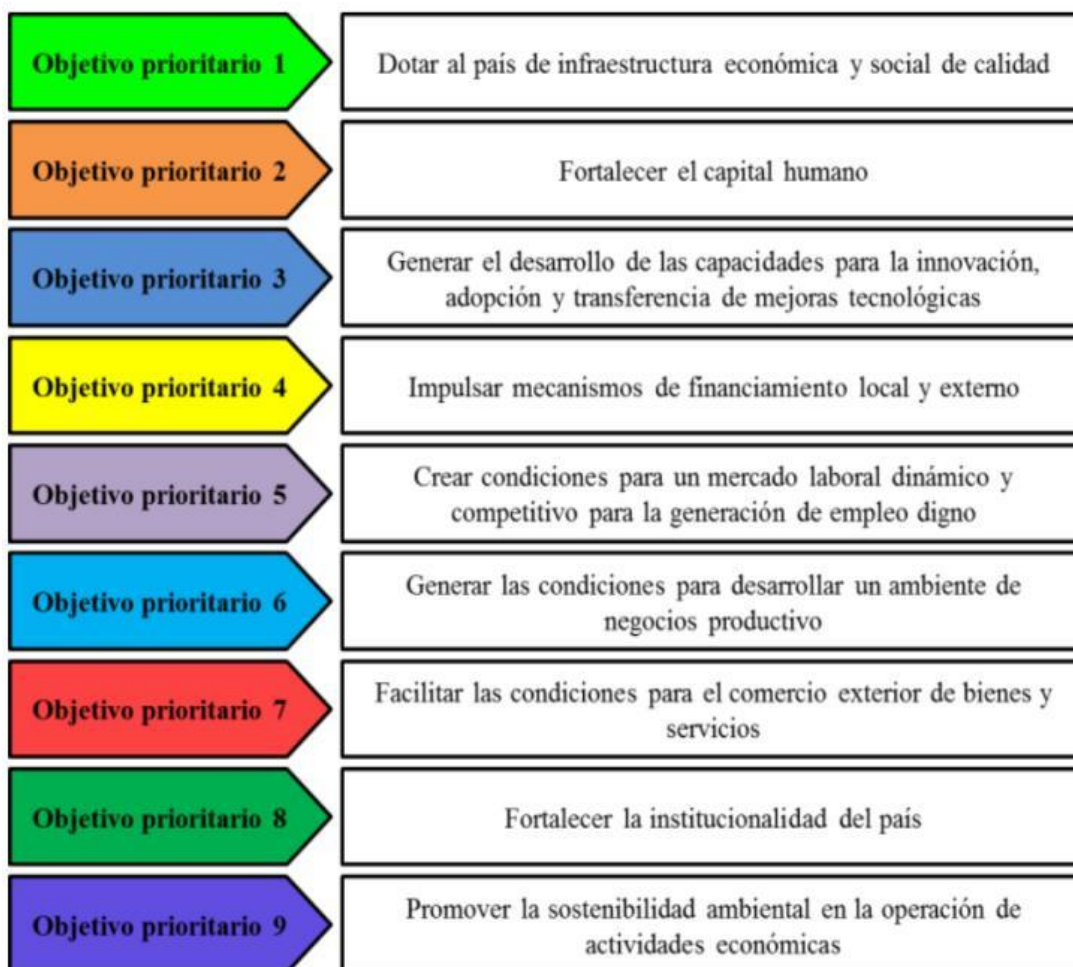 Objetivo prioritario 1
Dotar al país de infraestructura económica y social de calidad
Objetivo prioritario 2
Fortalecer el capital humano
Objetivo prioritario 3
Generar el desarrollo de las capacidades para la innovación,
adopción y transferencia de mejoras tecnológicas
Objetivo prioritario 4
Impulsar mecanismos de financiamiento local y externo
Objetivo prioritario 5
Crear condiciones para un mercado laboral dinámico y
competitivo para la generación de empleo digno
Objetivo prioritario 6
Generar las condiciones para desarrollar un ambiente de
negocios productivo
Objetivo prioritario 7
Facilitar las condiciones para el comercio exterior de bienes y
servicios
Objetivo prioritario 8
Fortalecer la institucionalidad del país
Objetivo prioritario 9
Promover la sostenibilidad ambiental en la operación de
actividades económicas